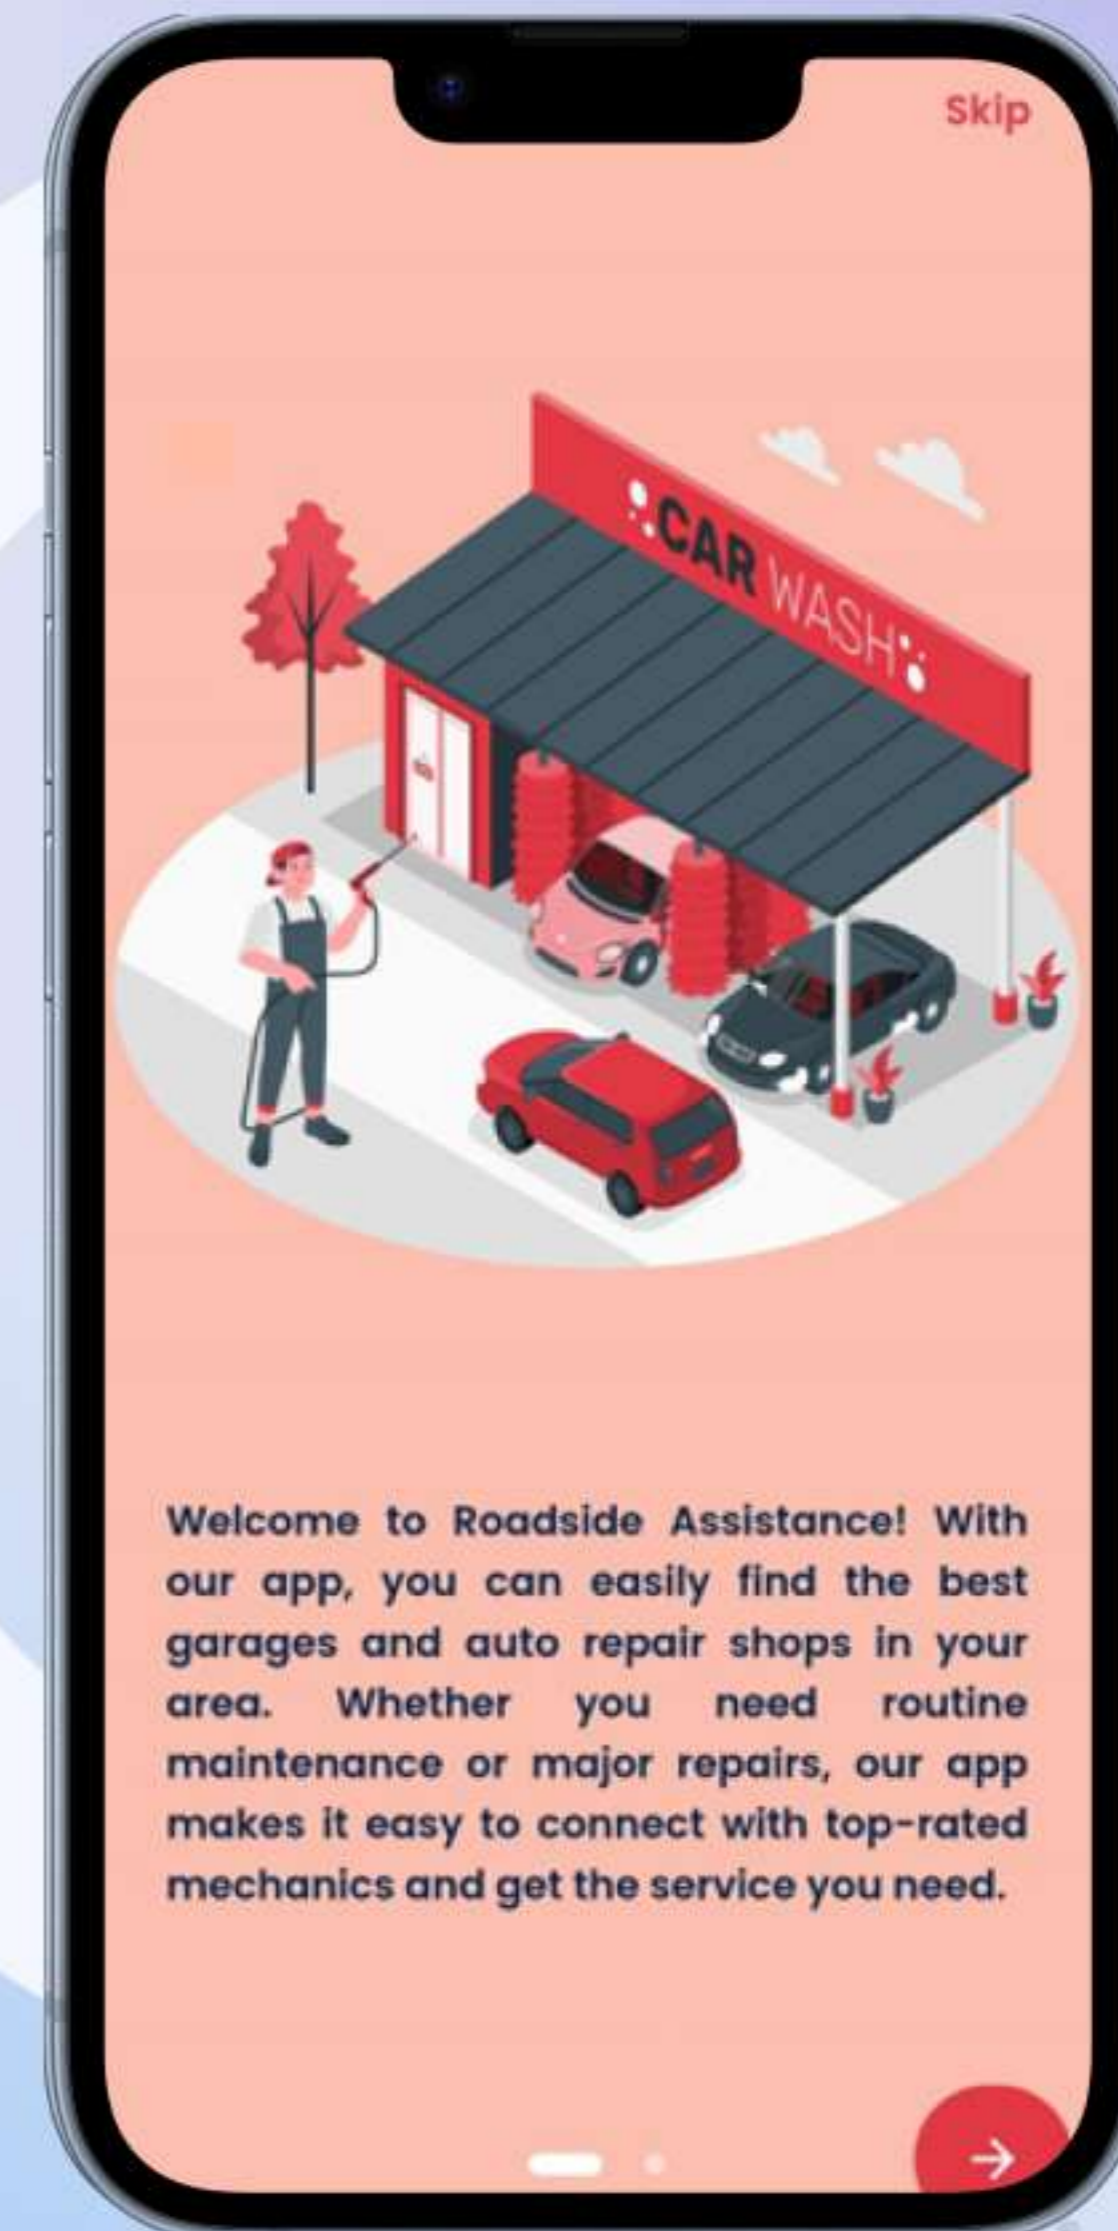 Skip
CAR WASH
Welcome to Roadside Assistance! With
our app, you can easily find the best
garages and auto repair shops in your
area. Whether you need routine
maintenance or major repairs, our app
makes it easy to connect with top-rated
mechanics and get the service you need.